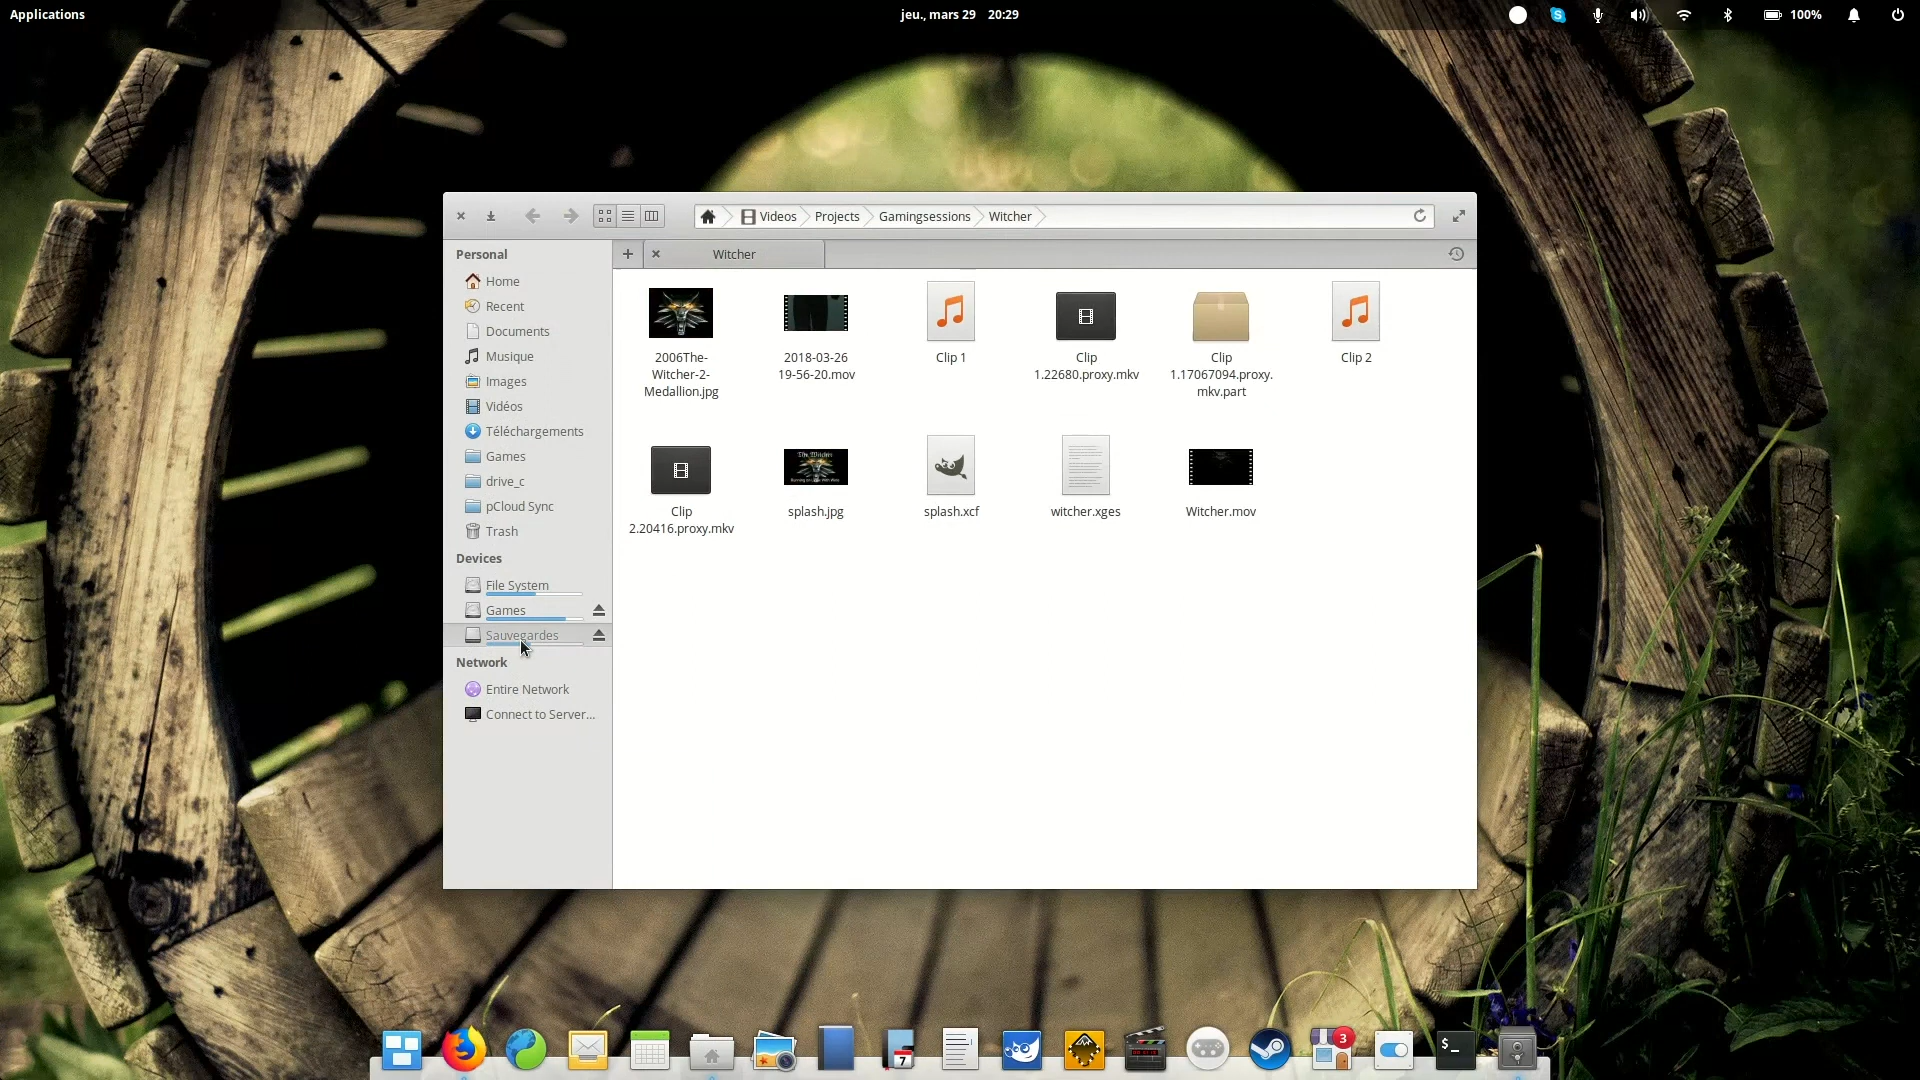 Applications
jeu., mars 29 20:29
100%
Videos Projects Gamingsessions Witcher
Witcher
Personal
Home
Recent
Documents
Musique
Images
Vidéos
Téléchargements
Games
drive_c
pCloud Sync
Trash
Devices
File System
Games
Sauvegardes
Network
Entire Network
Connect to Server...
2006The-
Witcher-2-
Medallion.jpg
2018-03-26
19-56-20.mov
Clip 1
Clip
1.22680.proxy.mkv
Clip
1.17067094.proxy.
mkv.part
Clip 2
Clip
2.20416.proxy.mkv
The Witcher
splash.jpg
splash.xcf
witcher.xges
Witcher.mov
7
3
$_